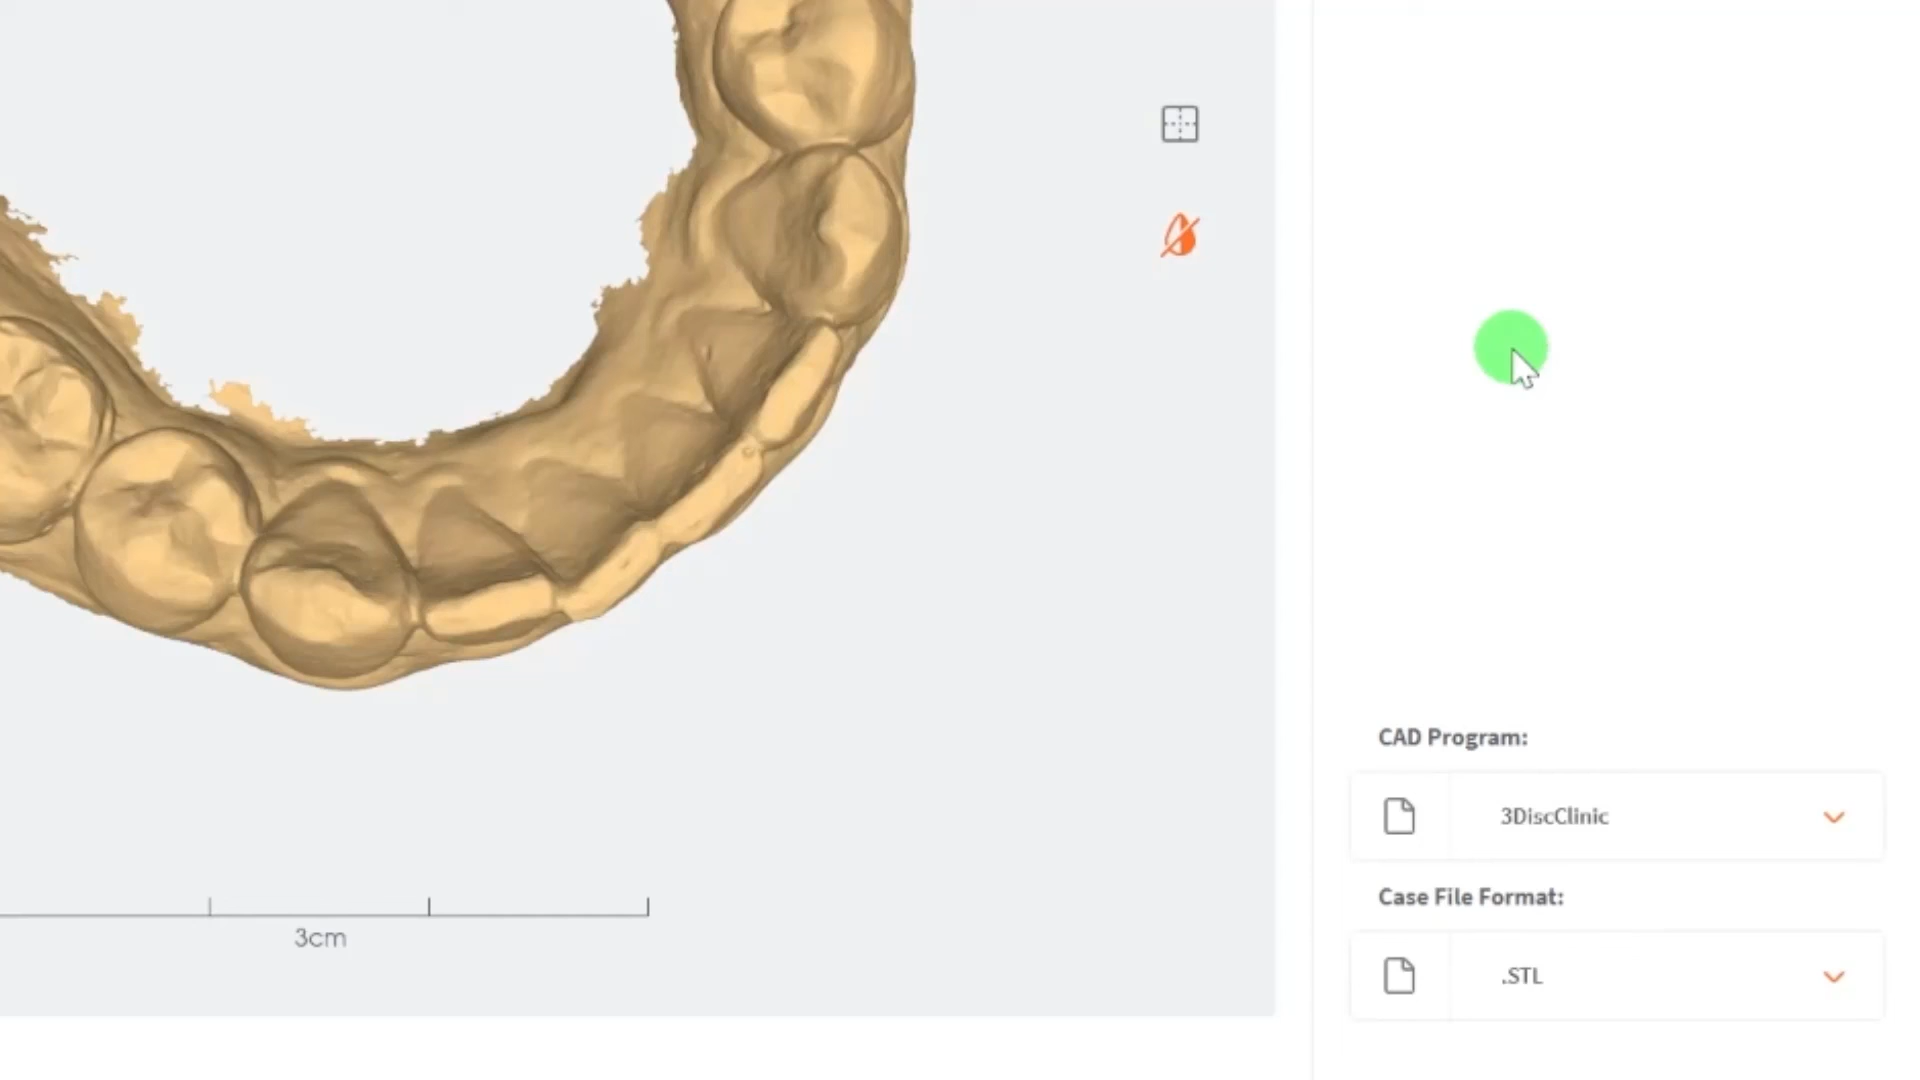 CAD Program:
3DiscClinic
Case File Format:
.STL
3cm